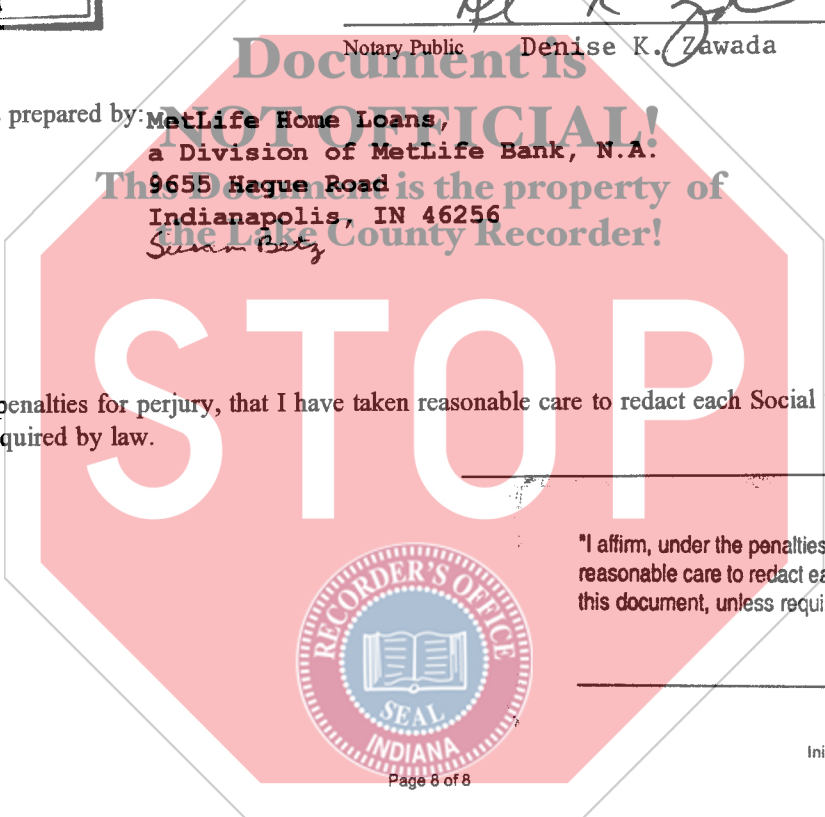 Notary Public Denise K. Zawada
Document is
prepared by: MetLife Home Loans,
NOT OFFICIAL!
a Division of MetLife Bank, N.A.
9655 Hague Road
This Document is the property of
Indianapolis, IN 46256
the Lake County Recorder!
Susan Betz
STOP
penalties for perjury, that I have taken reasonable care to redact each Social
quired by law.
"I affirm, under the penalties
reasonable care to redact ea
this document, unless requi
RECORDER'S OFFICE
SEAL
INDIANA
Ini
Page 8 of 8